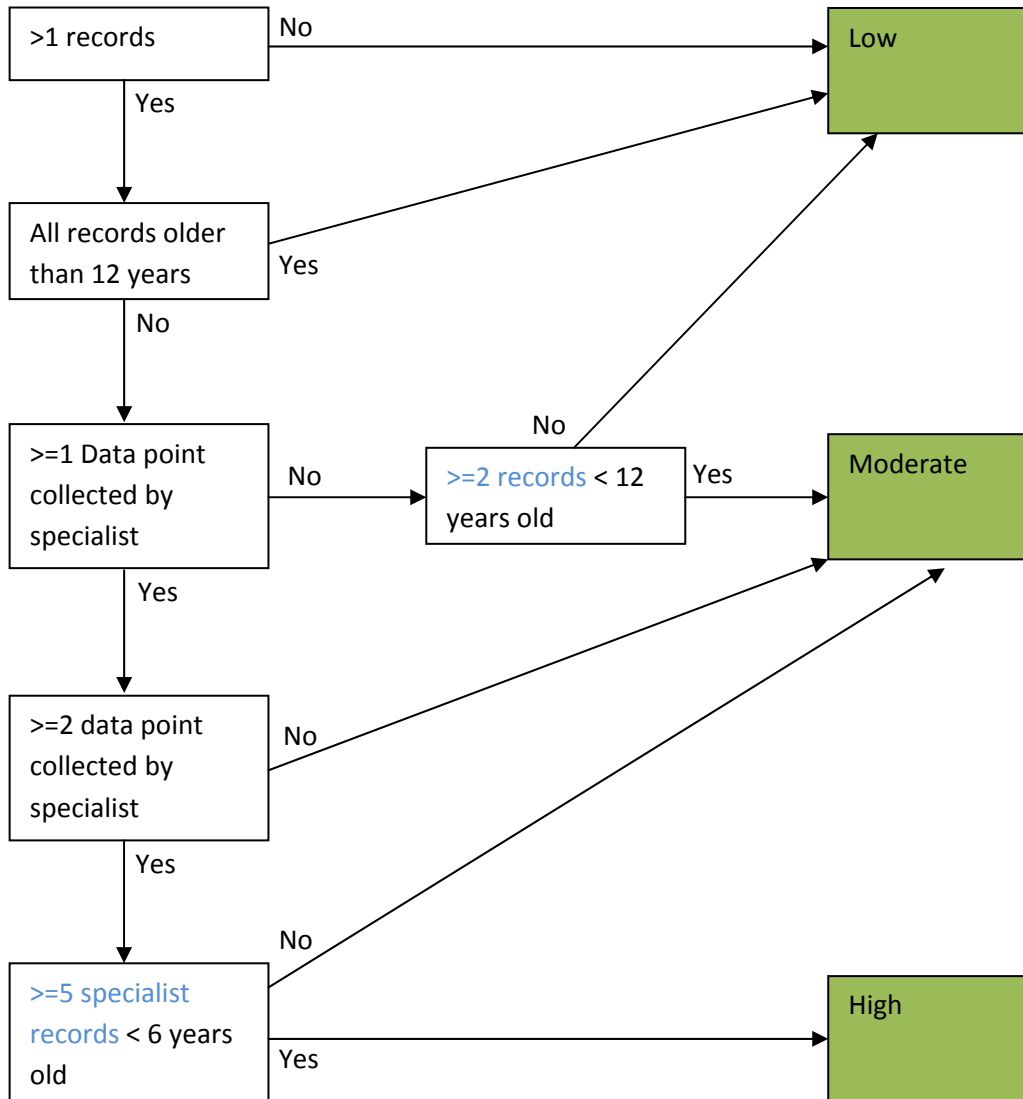 >1 records
No
Low
Yes
All records older
than 12 years
Yes
No
>=1 Data point
collected by
specialist
No
No
>=2 records < 12
years old
Yes
Moderate
Yes
>=2 data point
collected by
specialist
No
Yes
No
>=5 specialist
records < 6 years
old
Yes
High